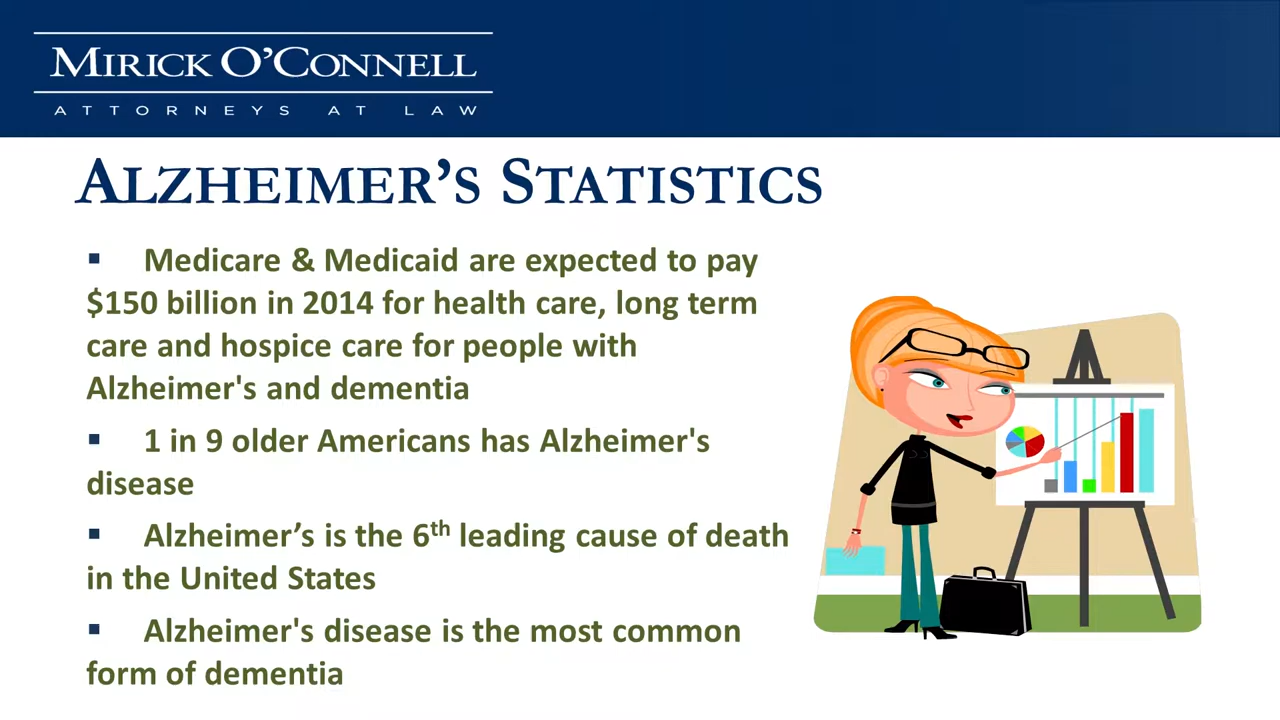 MIRICK O'CONNELL
ATTORNEYS AT LAW
ALZHEIMER'S STATISTICS
▪ Medicare & Medicaid are expected to pay
$150 billion in 2014 for health care, long term
care and hospice care for people with
Alzheimer's and dementia
▪ 1 in 9 older Americans has Alzheimer's
disease
▪ Alzheimer's is the 6th leading cause of death
in the United States
▪ Alzheimer's disease is the most common
form of dementia